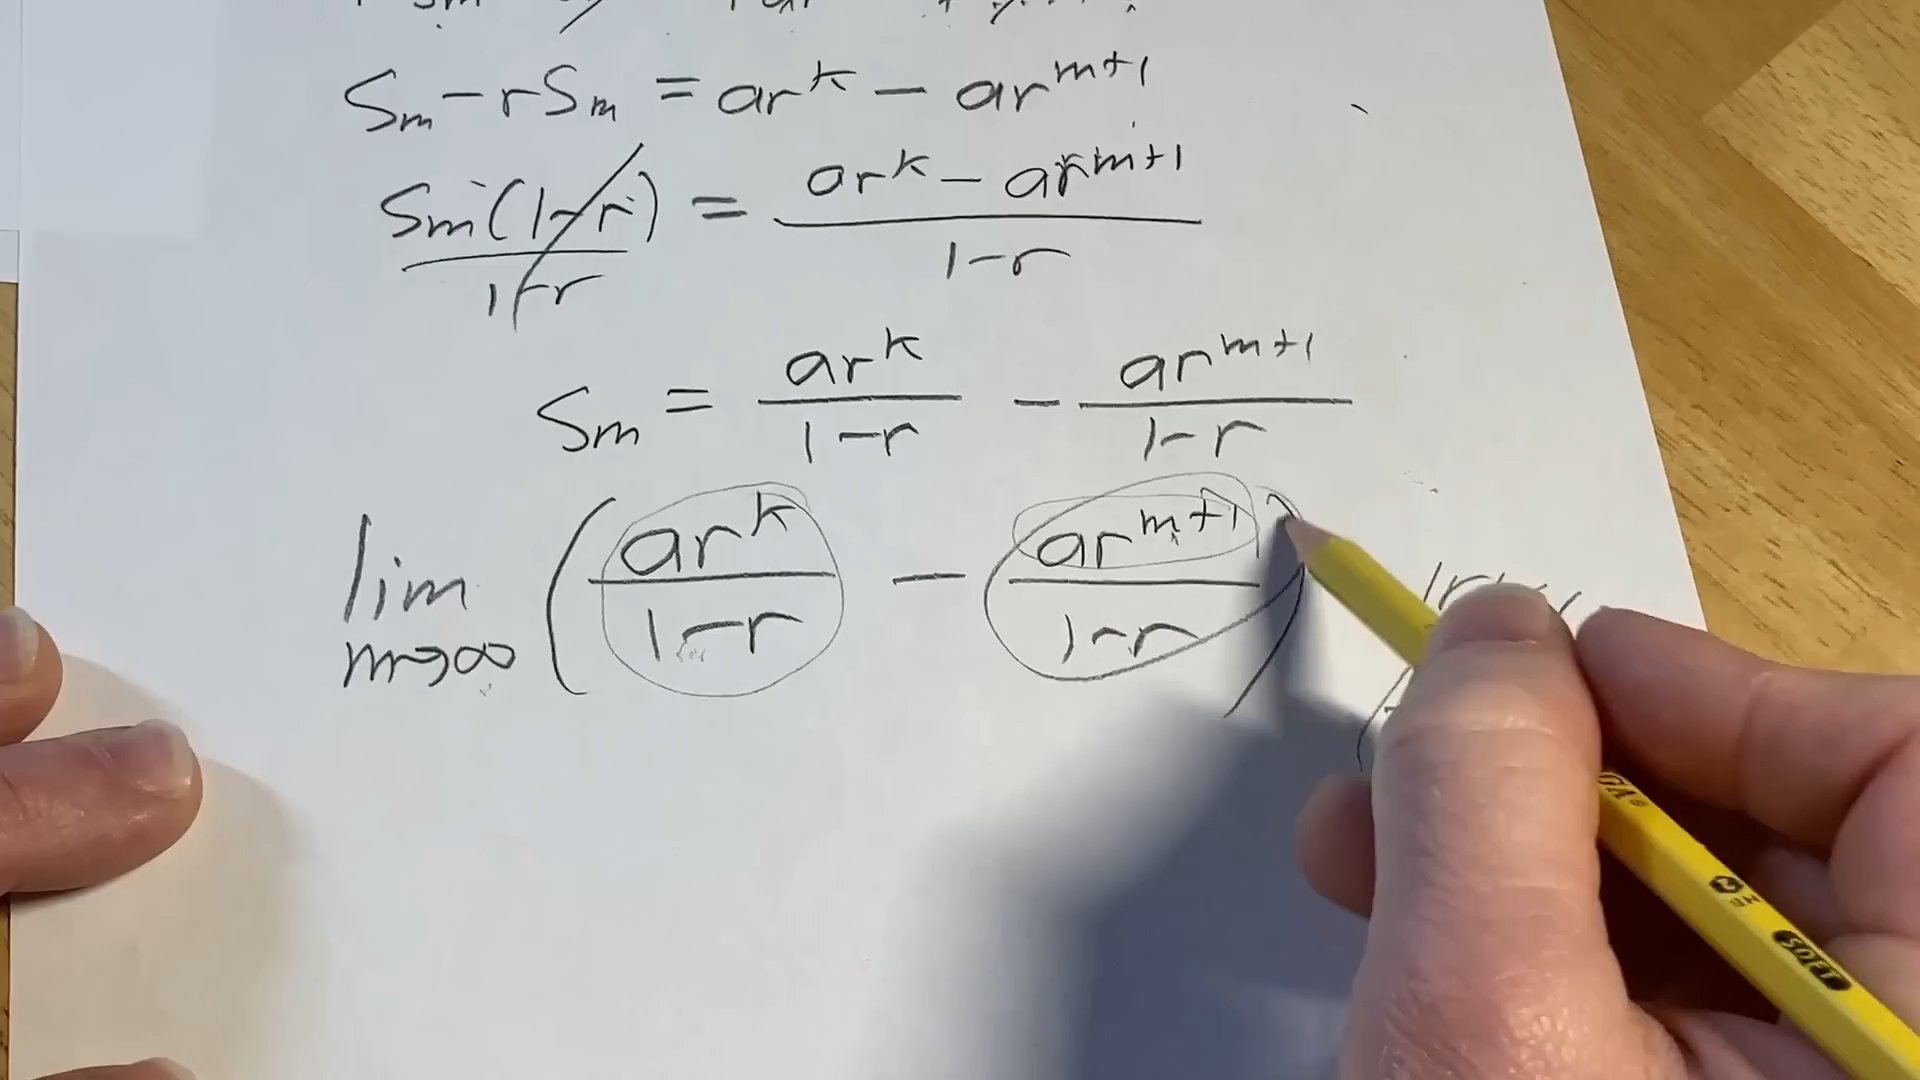 Sm - rSm = ar^k - ar^m+1
Sm(1-r)/1-r = ar^k - ar^m+1/1-r
Sm = ar^k/1-r - ar^m+1/1-r
lim m→∞ (ar^k/1-r - ar^m+1/1-r)
SOFT